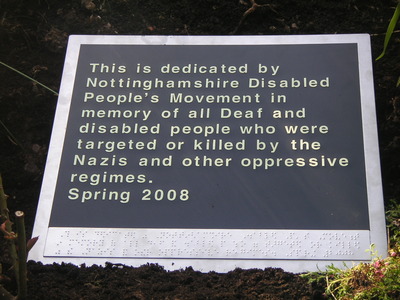 This is dedicated by
Nottinghamshire Disabled
People's Movement in
memory of all Deaf and
disabled people who were
targeted or killed by the
Nazis and other oppressive
regimes.
Spring 2008